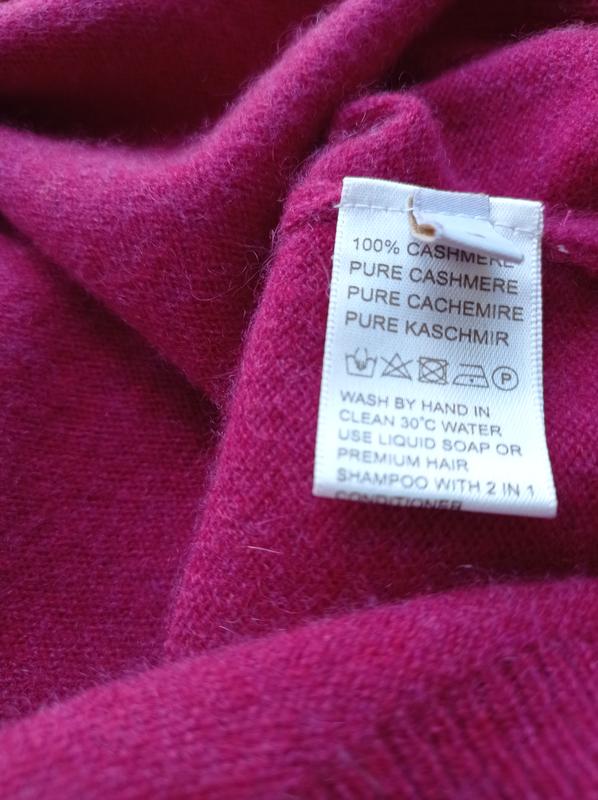 100% CASHMERE
PURE CASHMERE
PURE CACHEMIRE
PURE KASCHMIR
P
WASH BY HAND IN
CLEAN 30°C WATER
USE LIQUID SOAP OR
PREMIUM HAIR
SHAMPOO WITH 2 IN 1
CONDITIONER